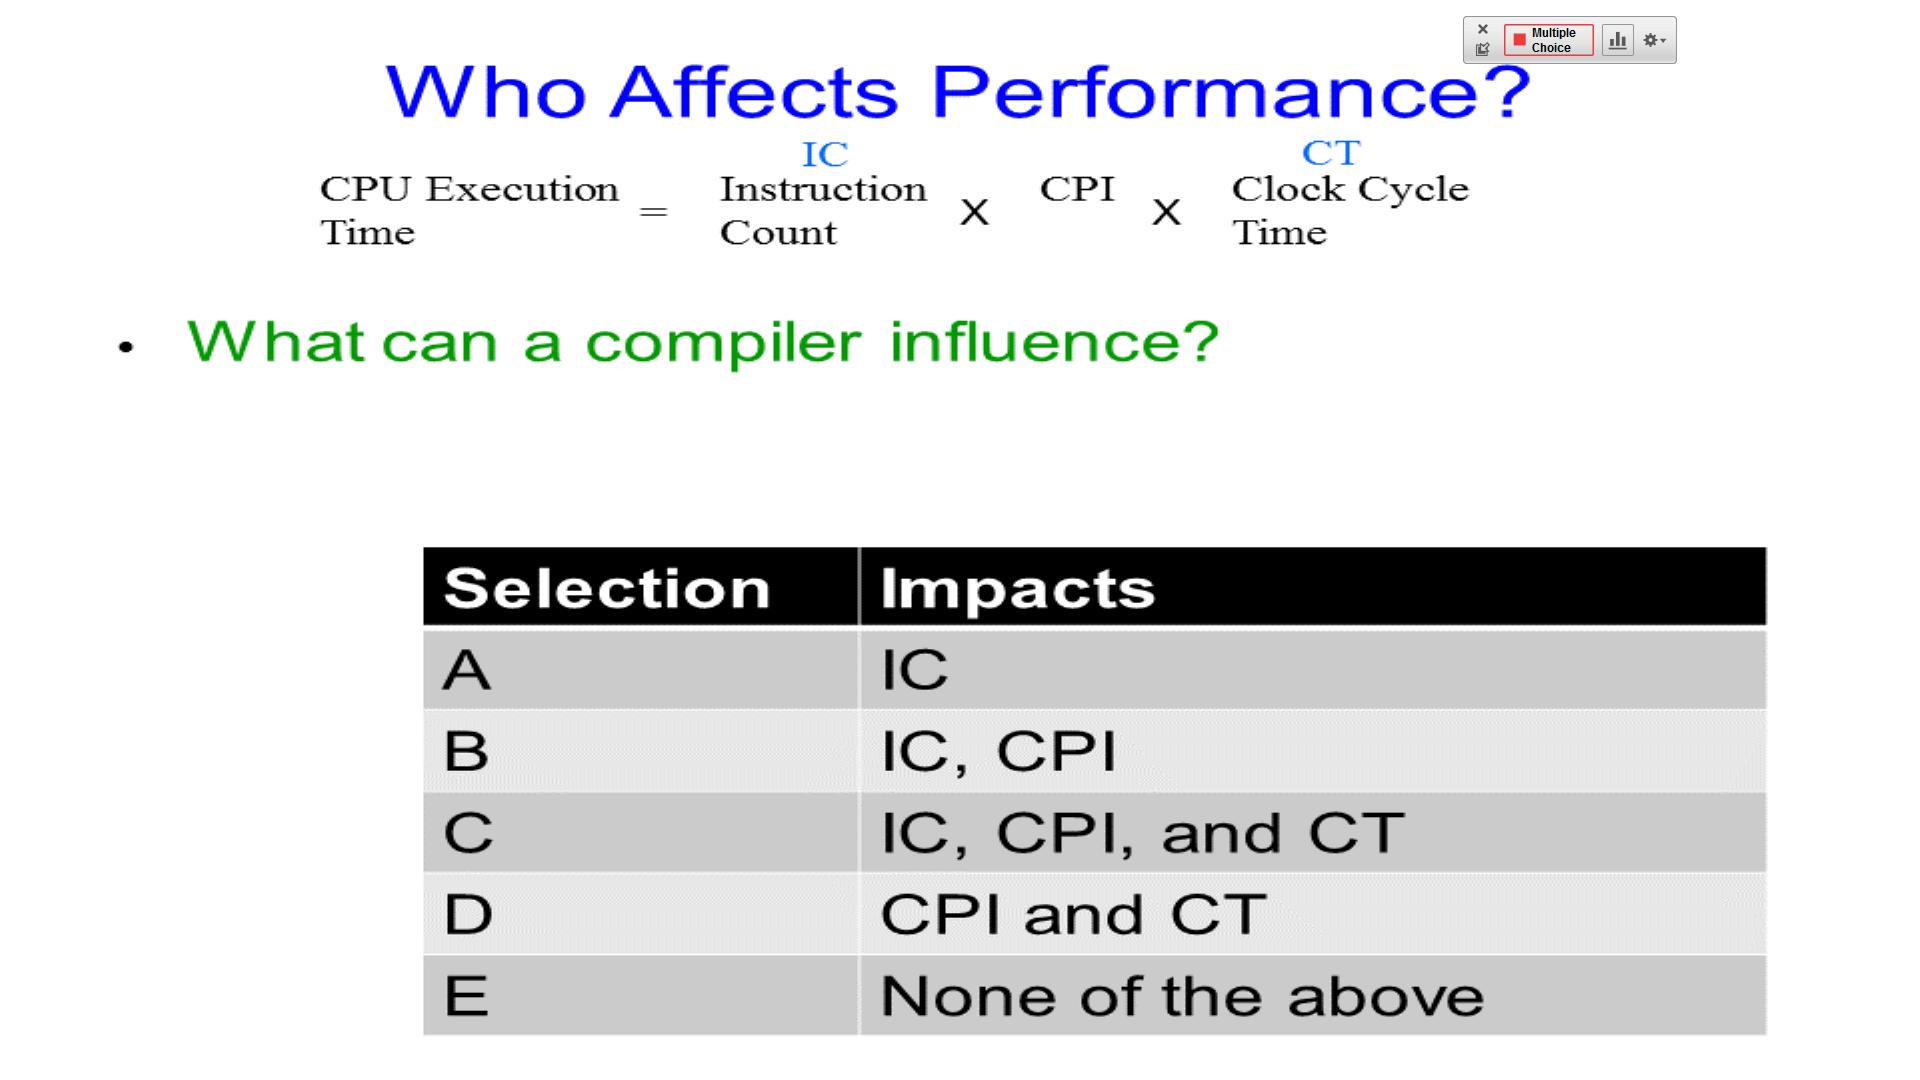 Multiple
Choice
Who Affects Performance?
IC CT
CPU Execution Instruction CPI Clock Cycle
= X X
Time Count Time
• What can a compiler influence?
Selection Impacts
A IC
B IC, CPI
C IC, CPI, and CT
D CPI and CT
E None of the above